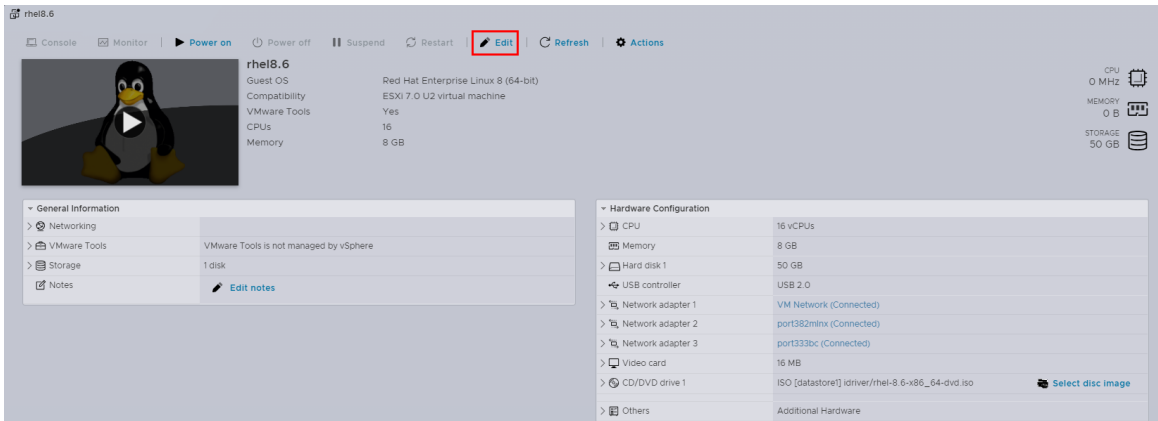 rhel8.6
Console Monitor Power on Power off Suspend Restart Edit Refresh Actions
rhel8.6
Guest OS Red Hat Enterprise Linux 8 (64-bit)
Compatibility ESXi 7.0 U2 virtual machine
VMware Tools Yes
CPUs 16
Memory 8 GB
CPU
0 MHz
MEMORY
0 B
STORAGE
50 GB
General Information
Networking
VMware Tools VMware Tools is not managed by vSphere
Storage 1 disk
Notes Edit notes
Hardware Configuration
CPU 16 vCPUs
Memory 8 GB
Hard disk 1 50 GB
USB controller USB 2.0
Network adapter 1 VM Network (Connected)
Network adapter 2 port382mlnx (Connected)
Network adapter 3 port333bc (Connected)
Video card 16 MB
CD/DVD drive 1 ISO [datastore1] idriver/rhel-8.6-x86_64-dvd.iso Select disc image
Others Additional Hardware